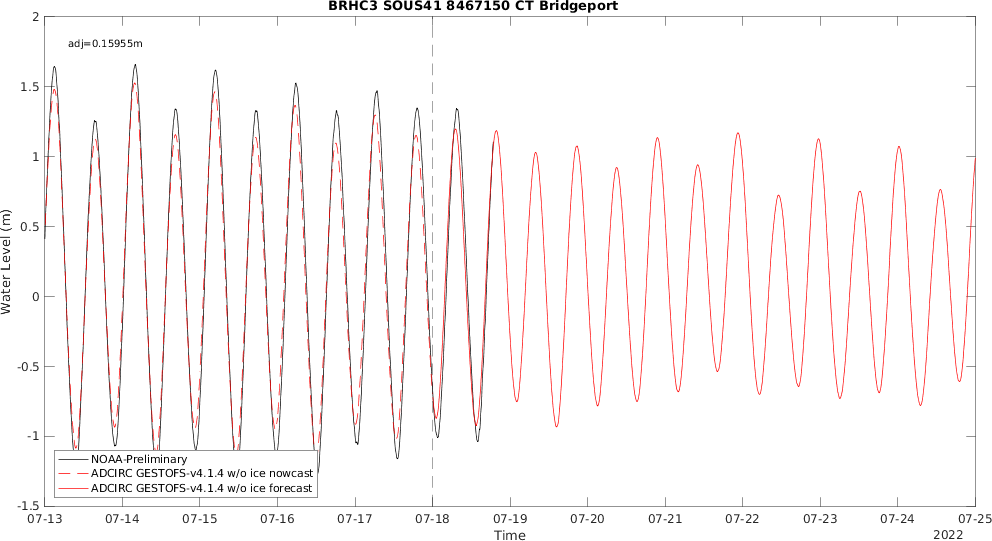 BRHC3 SOUS41 8467150 CT Bridgeport
adj=0.15955m
Water Level (m)
2
1.5
1
0.5
0
-0.5
-1
-1.5
NOAA-Preliminary
ADCIRC GESTOFS-v4.1.4 w/o ice nowcast
ADCIRC GESTOFS-v4.1.4 w/o ice forecast
07-13 07-14 07-15 07-16 07-17 07-18 07-19 07-20 07-21 07-22 07-23 07-24 07-25
Time
2022